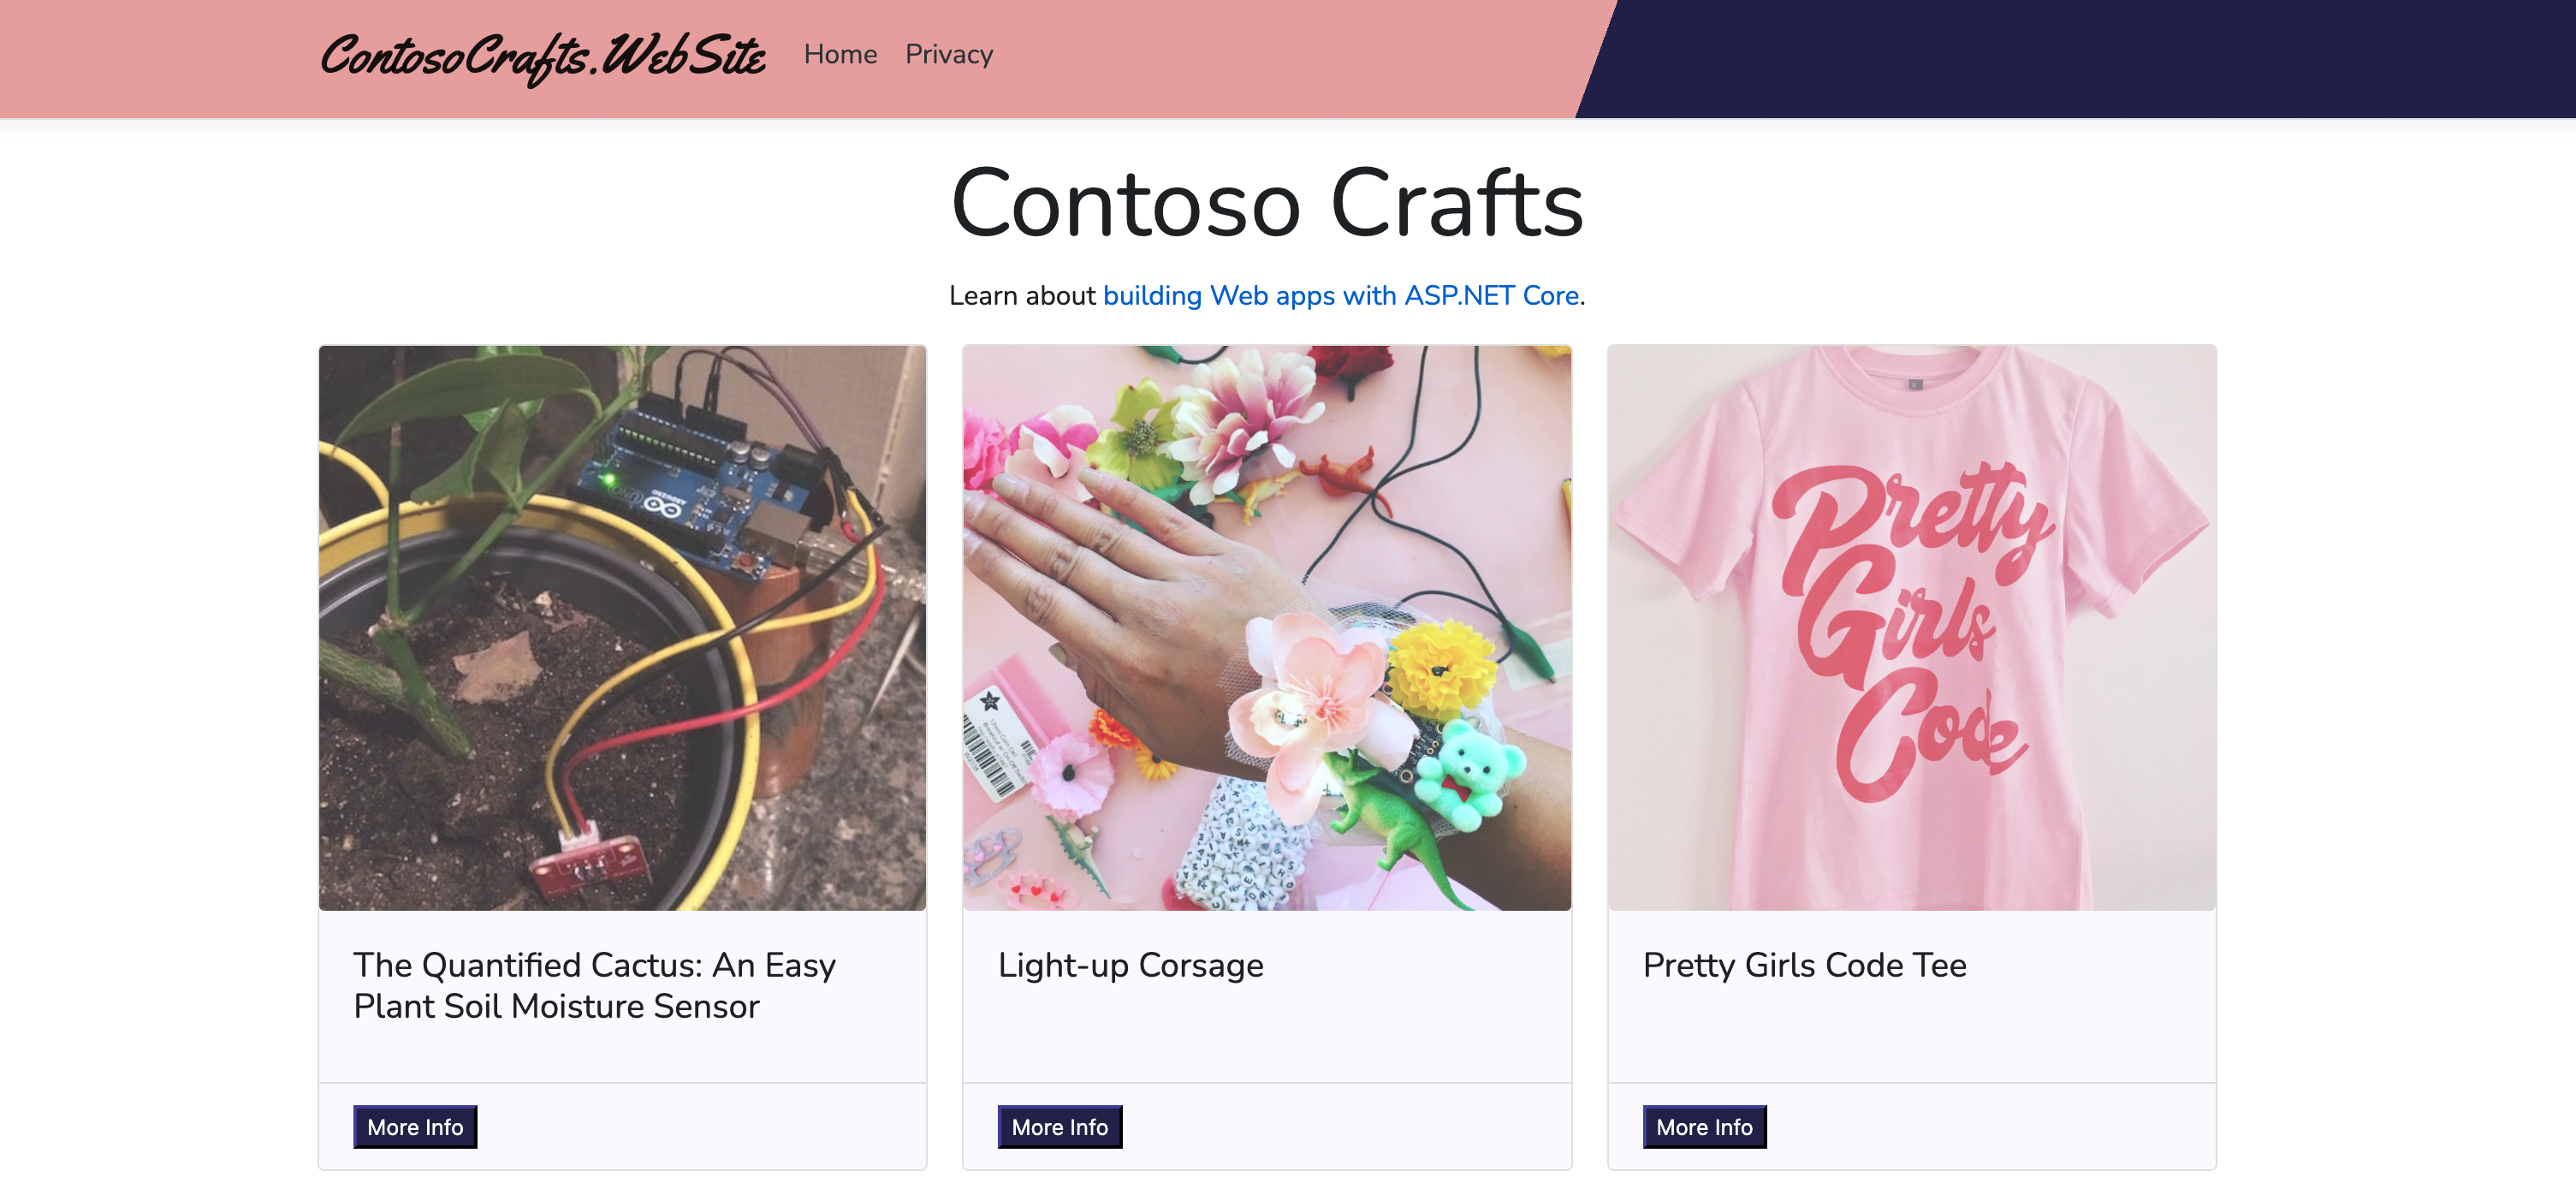 ContosoCrafts.WebSite Home Privacy
Contoso Crafts
Learn about building Web apps with ASP.NET Core.
UNO
ARDUINO
Pretty
Girls
Code
The Quantified Cactus: An Easy
Plant Soil Moisture Sensor
Light-up Corsage
Pretty Girls Code Tee
More Info
More Info
More Info